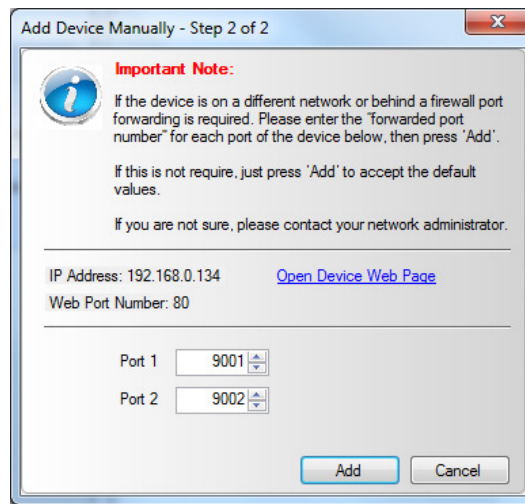 Add Device Manually - Step 2 of 2
Important Note:
If the device is on a different network or behind a firewall port
forwarding is required. Please enter the "forwarded port
number" for each port of the device below, then press 'Add'.
If this is not require, just press 'Add' to accept the default
values.
If you are not sure, please contact your network administrator.
IP Address: 192.168.0.134 Open Device Web Page
Web Port Number: 80
Port 1 9001
Port 2 9002
Add Cancel